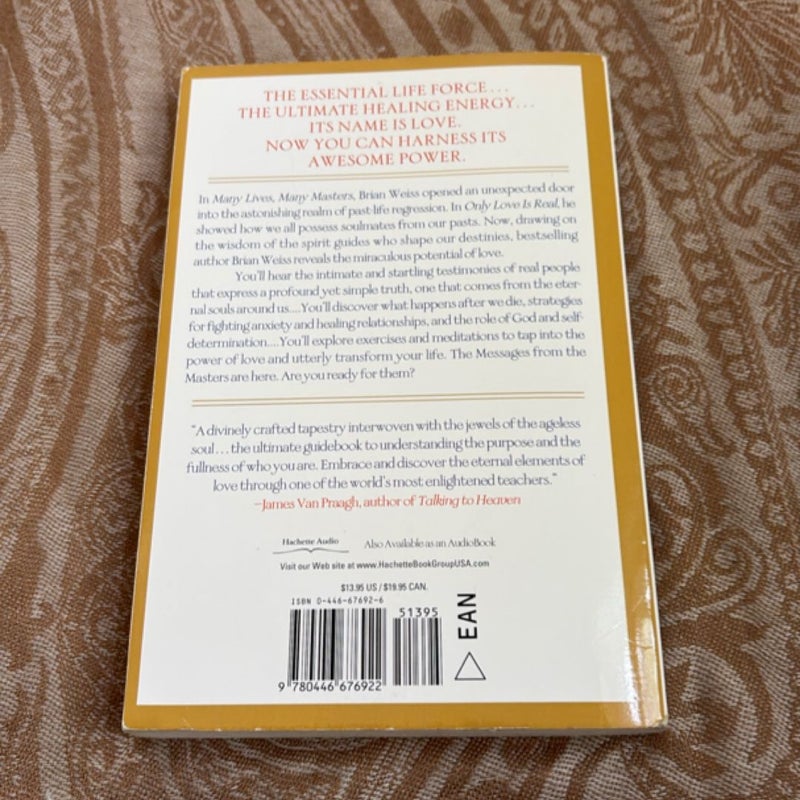 THE ESSENTIAL LIFE FORCE...
THE ULTIMATE HEALING ENERGY...
ITS NAME IS LOVE.
NOW YOU CAN HARNESS ITS
AWESOME POWER.
In Many Lives, Many Masters, Brian Weiss opened an unexpected door
into the astonishing realm of past-life regression. In Only Love Is Real, he
showed how we all possess soulmates from our pasts. Now, drawing on
the wisdom of the spirit guides who shape our destinies, bestselling
author Brian Weiss reveals the miraculous potential of love.
You'll hear the intimate and startling testimonies of real people
that express a profound yet simple truth, one that comes from the eter-
nal souls around us....You'll discover what happens after we die, strategies
for fighting anxiety and healing relationships, and the role of God and self-
determination....You'll explore exercises and meditations to tap into the
power of love and utterly transform your life. The Messages from the
Masters are here. Are you ready for them?
"A divinely crafted tapestry interwoven with the jewels of the ageless
soul...the ultimate guidebook to understanding the purpose and the
fullness of who you are. Embrace and discover the eternal elements of
love through one of the world's most enlightened teachers."
—James Van Praagh, author of Talking to Heaven
Hachette Audio Also Available as an AudioBook
Visit our Web site at www.HachetteBookGroupUSA.com
$13.95 US / $19.95 CAN.
ISBN 0-446-67692-6
51395
EAN
9 780446 676922